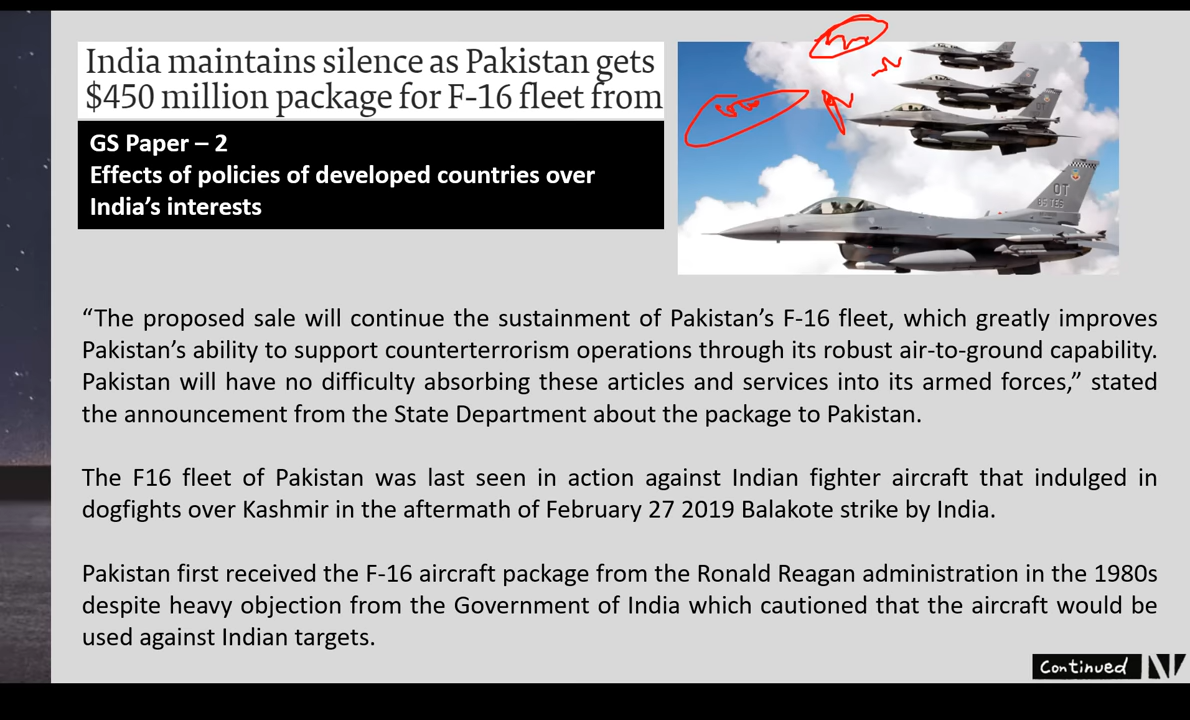 India maintains silence as Pakistan gets
$450 million package for F-16 fleet from
GS Paper – 2
Effects of policies of developed countries over
India's interests
OT
85 TES
“The proposed sale will continue the sustainment of Pakistan's F-16 fleet, which greatly improves
Pakistan's ability to support counterterrorism operations through its robust air-to-ground capability.
Pakistan will have no difficulty absorbing these articles and services into its armed forces,” stated
the announcement from the State Department about the package to Pakistan.
The F16 fleet of Pakistan was last seen in action against Indian fighter aircraft that indulged in
dogfights over Kashmir in the aftermath of February 27 2019 Balakote strike by India.
Pakistan first received the F-16 aircraft package from the Ronald Reagan administration in the 1980s
despite heavy objection from the Government of India which cautioned that the aircraft would be
used against Indian targets.
Continued